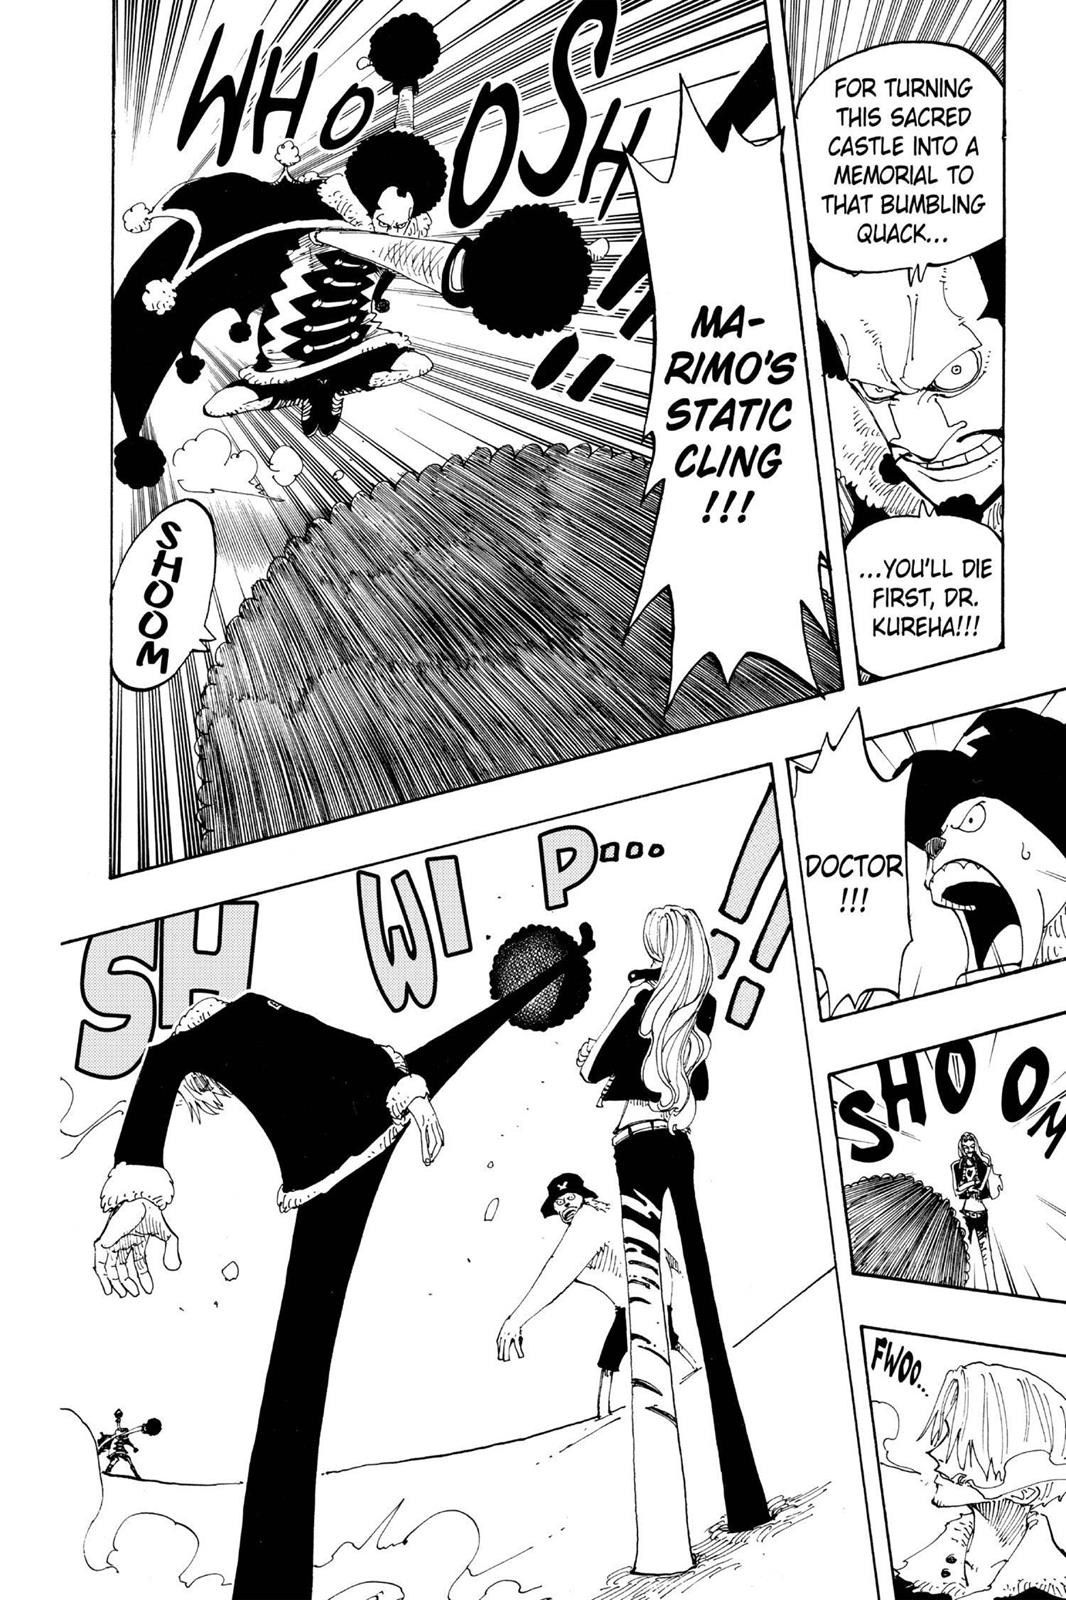 FOR TURNING
THIS SACRED
CASTLE INTO A
MEMORIAL TO
THAT BUMBLING
QUACK...
...YOU'LL DIE
FIRST, DR.
KUREHA!!!
WHOOOSH!!!
MA-
RIMO'S
STATIC
CLING
!!!
SHOOM
DOCTOR
!!!
SHOOM
FWOO...
SHWIP...!!